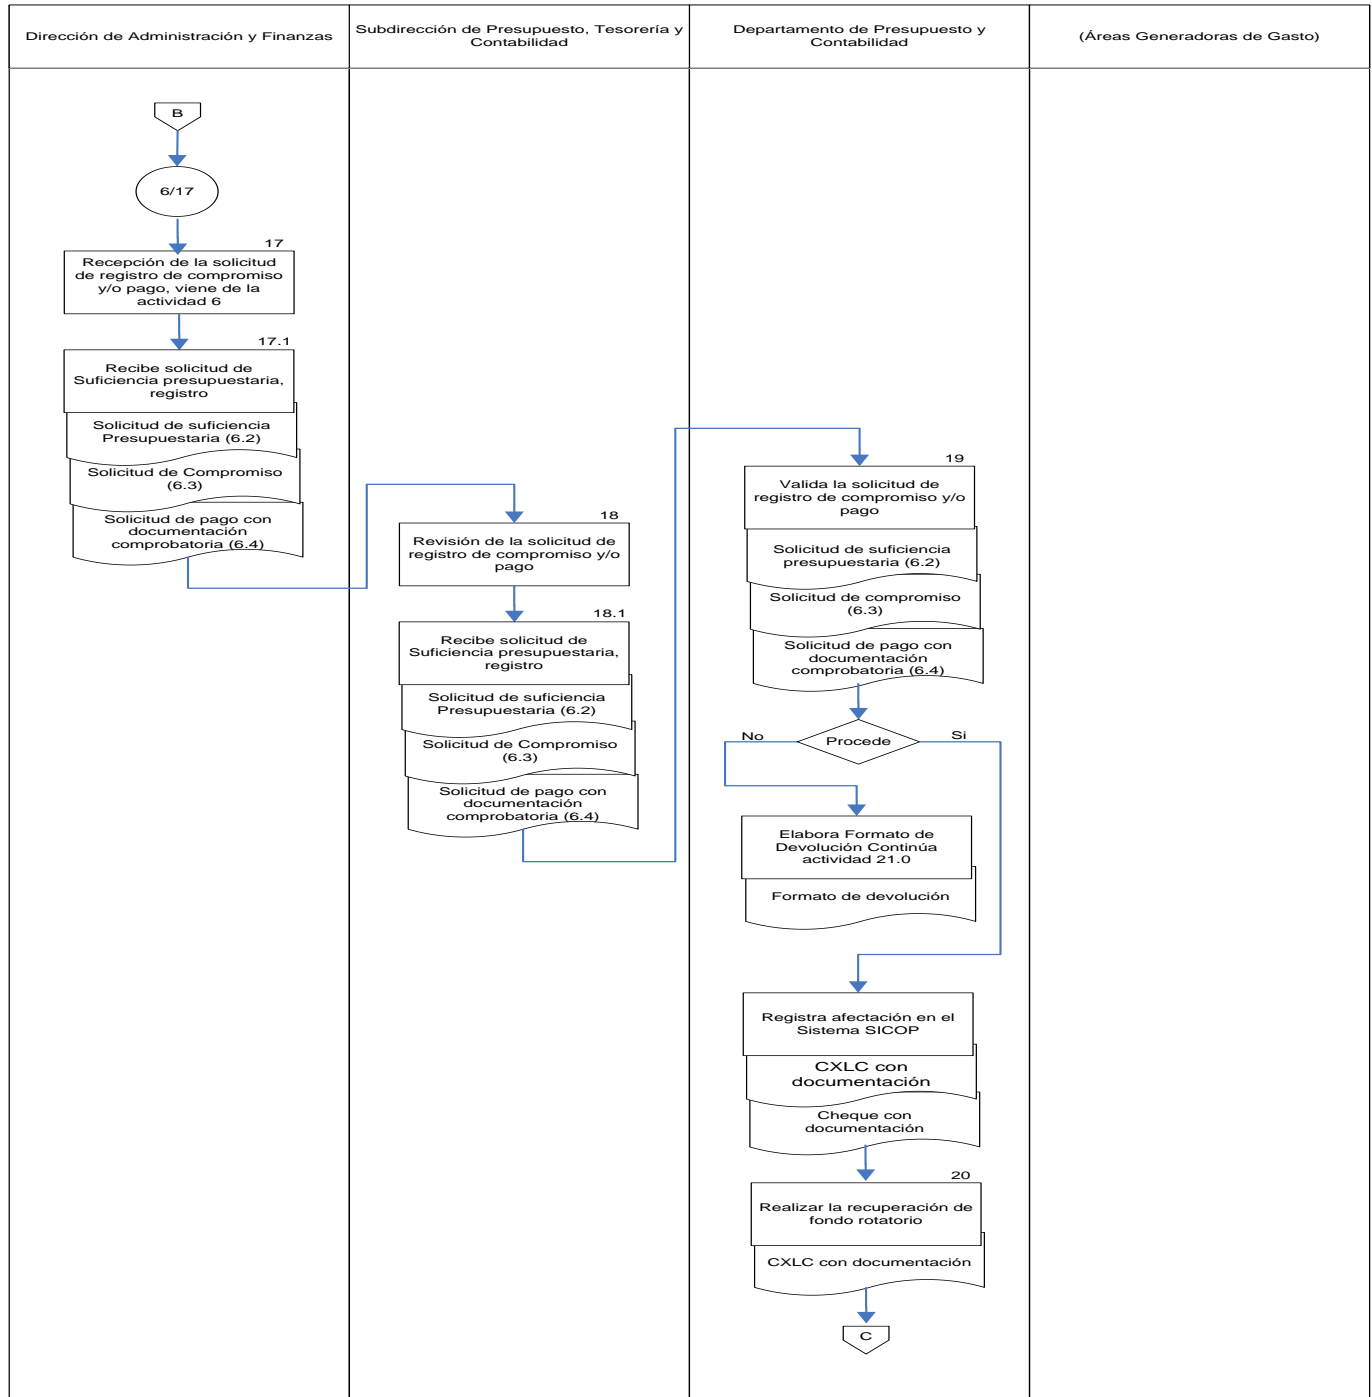 Dirección de Administración y Finanzas
Subdirección de Presupuesto, Tesorería y
Contabilidad
Departamento de Presupuesto y
Contabilidad
(Áreas Generadoras de Gasto)
B
6/17
17
Recepción de la solicitud
de registro de compromiso
y/o pago, viene de la
actividad 6
17.1
Recibe solicitud de
Suficiencia presupuestaria,
registro
Solicitud de suficiencia
Presupuestaria (6.2)
Solicitud de Compromiso
(6.3)
Solicitud de pago con
documentación
comprobatoria (6.4)
18
Revisión de la solicitud de
registro de compromiso y/o
pago
18.1
Recibe solicitud de
Suficiencia presupuestaria,
registro
Solicitud de suficiencia
Presupuestaria (6.2)
Solicitud de Compromiso
(6.3)
Solicitud de pago con
documentación
comprobatoria (6.4)
19
Valida la solicitud de
registro de compromiso y/o
pago
Solicitud de suficiencia
presupuestaria (6.2)
Solicitud de compromiso
(6.3)
Solicitud de pago con
documentación
comprobatoria (6.4)
No
Procede
Si
Elabora Formato de
Devolución Continúa
actividad 21.0
Formato de devolución
Registra afectación en el
Sistema SICOP
CXLC con
documentación
Cheque con
documentación
20
Realizar la recuperación de
fondo rotatorio
CXLC con documentación
C